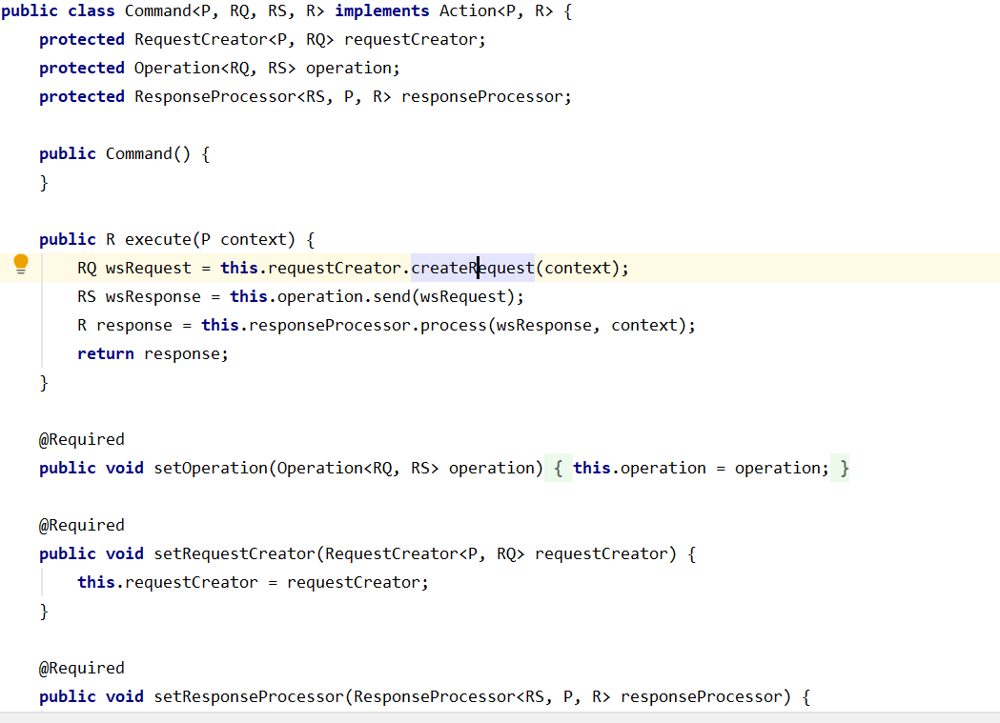 public class Command<P, RQ, RS, R> implements Action<P, R> {
protected RequestCreator<P, RQ> requestCreator;
protected Operation<RQ, RS> operation;
protected ResponseProcessor<RS, P, R> responseProcessor;
public Command() {
}
public R execute(P context) {
RQ wsRequest = this.requestCreator.createRequest(context);
RS wsResponse = this.operation.send(wsRequest);
R response = this.responseProcessor.process(wsResponse, context);
return response;
}
@Required
public void setOperation(Operation<RQ, RS> operation) { this.operation = operation; }
@Required
public void setRequestCreator(RequestCreator<P, RQ> requestCreator) {
this.requestCreator = requestCreator;
}
@Required
public void setResponseProcessor(ResponseProcessor<RS, P, R> responseProcessor) {